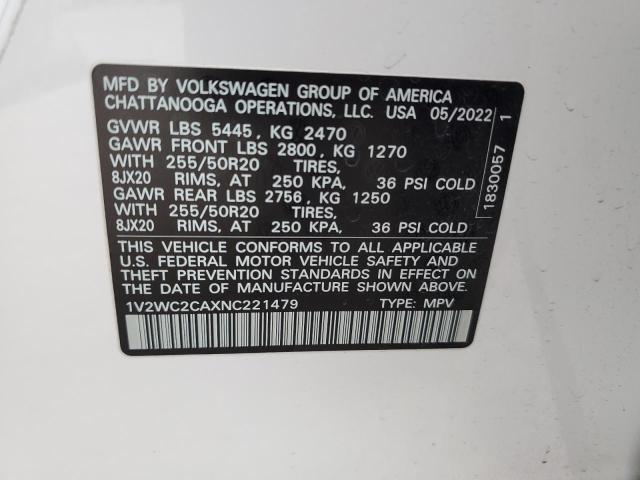 MFD BY VOLKSWAGEN GROUP OF AMERICA
CHATTANOOGA OPERATIONS, LLC. USA 05/2022
GVWR LBS 5445, KG 2470
GAWR FRONT LBS 2800, KG 1270
WITH 255/50R20 TIRES,
8JX20 RIMS, AT 250 KPA, 36 PSI COLD
GAWR REAR LBS 2756, KG 1250
WITH 255/50R20 TIRES,
8JX20 RIMS, AT 250 KPA, 36 PSI COLD
THIS VEHICLE CONFORMS TO ALL APPLICABLE
U.S. FEDERAL MOTOR VEHICLE SAFETY AND
THEFT PREVENTION STANDARDS IN EFFECT ON
THE DATE OF MANUFACTURE SHOWN ABOVE.
1V2WC2CAXNC221479 TYPE: MPV
1830057 1